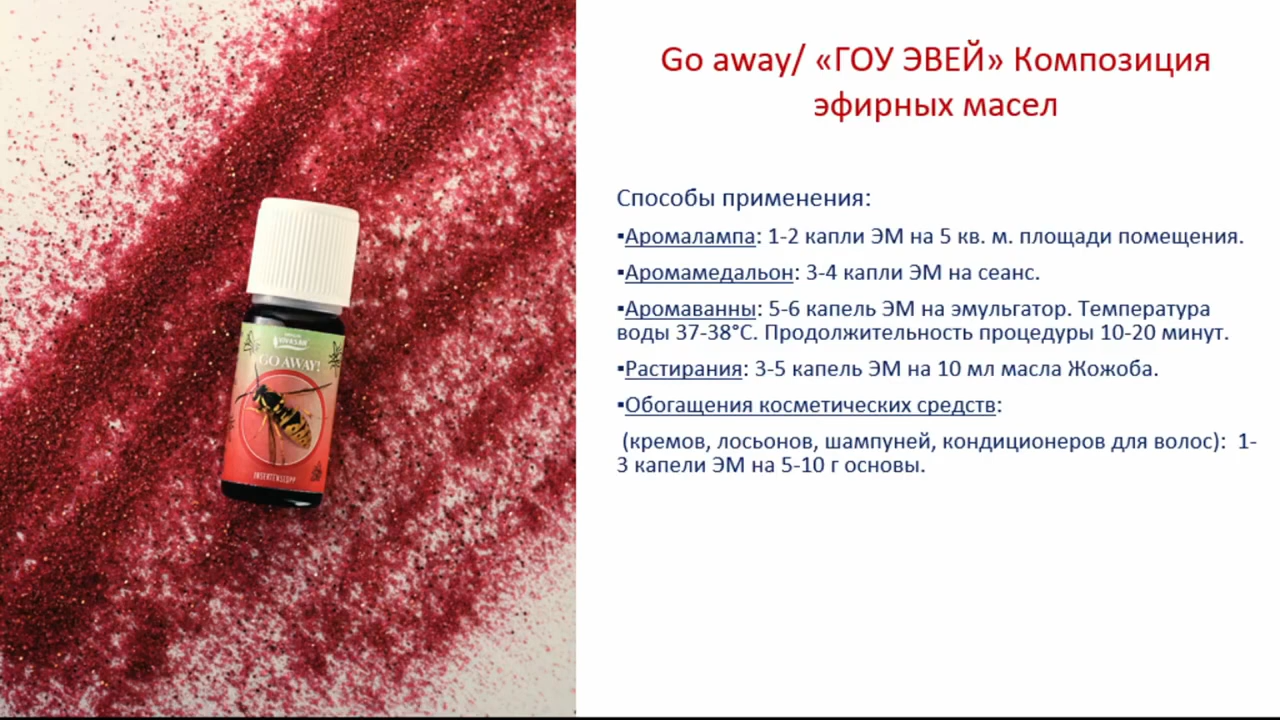 Go away/ «ГОУ ЭВЕЙ» Композиция
эфирных масел
Способы применения:
▪Аромалампа: 1-2 капли ЭМ на 5 кв. м. площади помещения.
▪Аромамедальон: 3-4 капли ЭМ на сеанс.
▪Аромаванны: 5-6 капель ЭМ на эмульгатор. Температура
воды 37-38°С. Продолжительность процедуры 10-20 минут.
▪Растирания: 3-5 капель ЭМ на 10 мл масла Жожоба.
▪Обогащения косметических средств:
(кремов, лосьонов, шампуней, кондиционеров для волос): 1-
3 капели ЭМ на 5-10 г основы.
VIVASAN
GO AWAY!
INSEKTENSTOPP